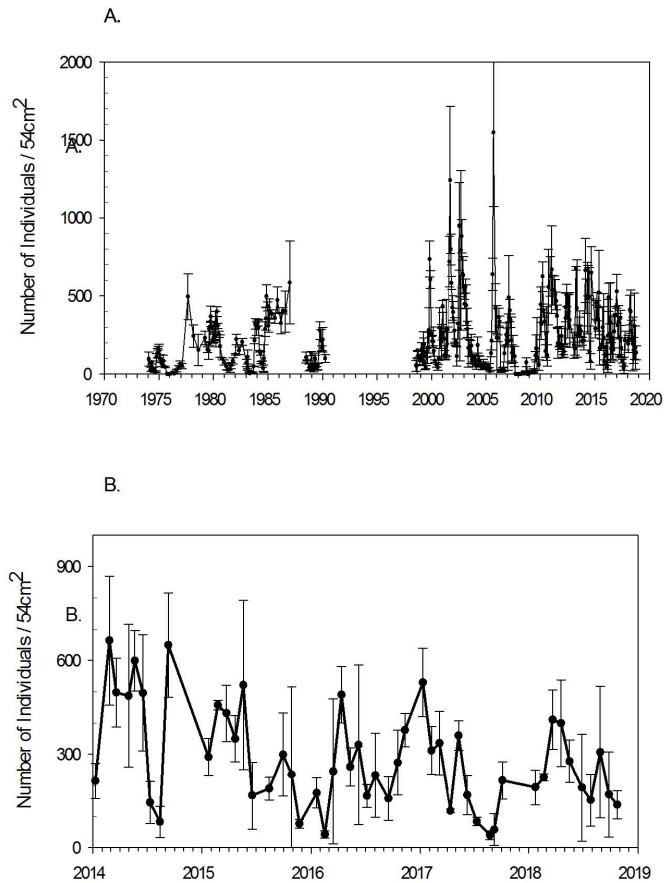 A.
Number of Individuals / 54cm2
2000
1500
A.
1000
500
0
1970 1975 1980 1985 1990 1995 2000 2005 2010 2015 2020
B.
Number of Individuals / 54cm2
900
B.
600
300
0
2014 2015 2016 2017 2018 2019